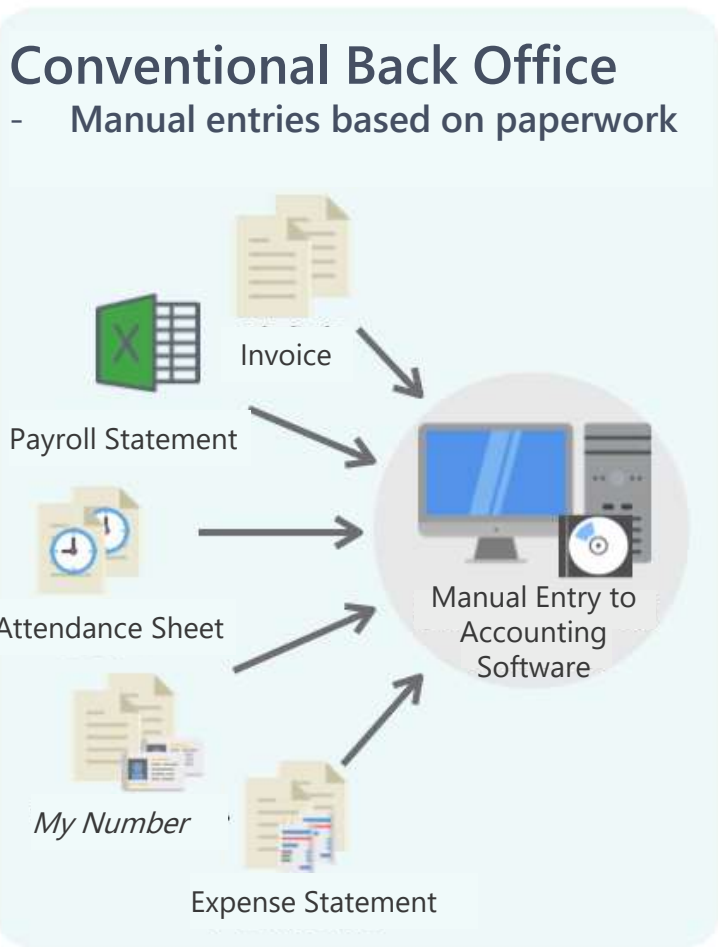 Conventional Back Office
- Manual entries based on paperwork
Invoice
Payroll Statement
Attendance Sheet
My Number
Expense Statement
Manual Entry to
Accounting
Software